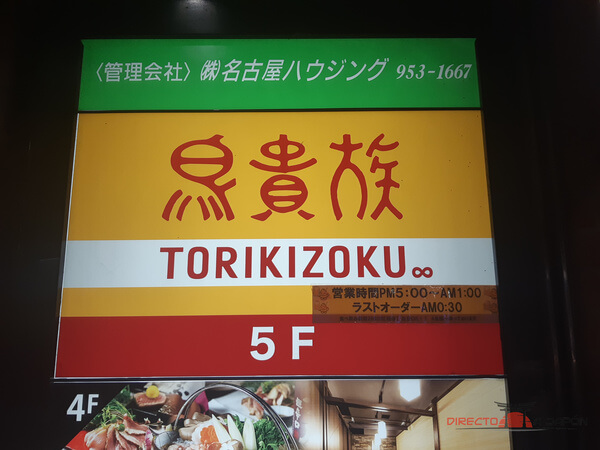 〈管理会社〉㈱名古屋ハウジング 953-1667
鳥貴族
TORIKIZOKU∞
営業時間PM5:00~AM1:00
ラストオーダーAM0:30
5F
4F
DIRECTO